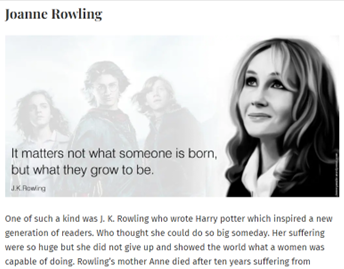 Joanne Rowling
It matters not what someone is born,
but what they grow to be.
J.K.Rowling
One of such a kind was J. K. Rowling who wrote Harry potter which inspired a new
generation of readers. Who thought she could do so big someday. Her suffering
were so huge but she did not give up and showed the world what a woman was
capable of doing. Rowling's mother Anne died after ten years suffering from